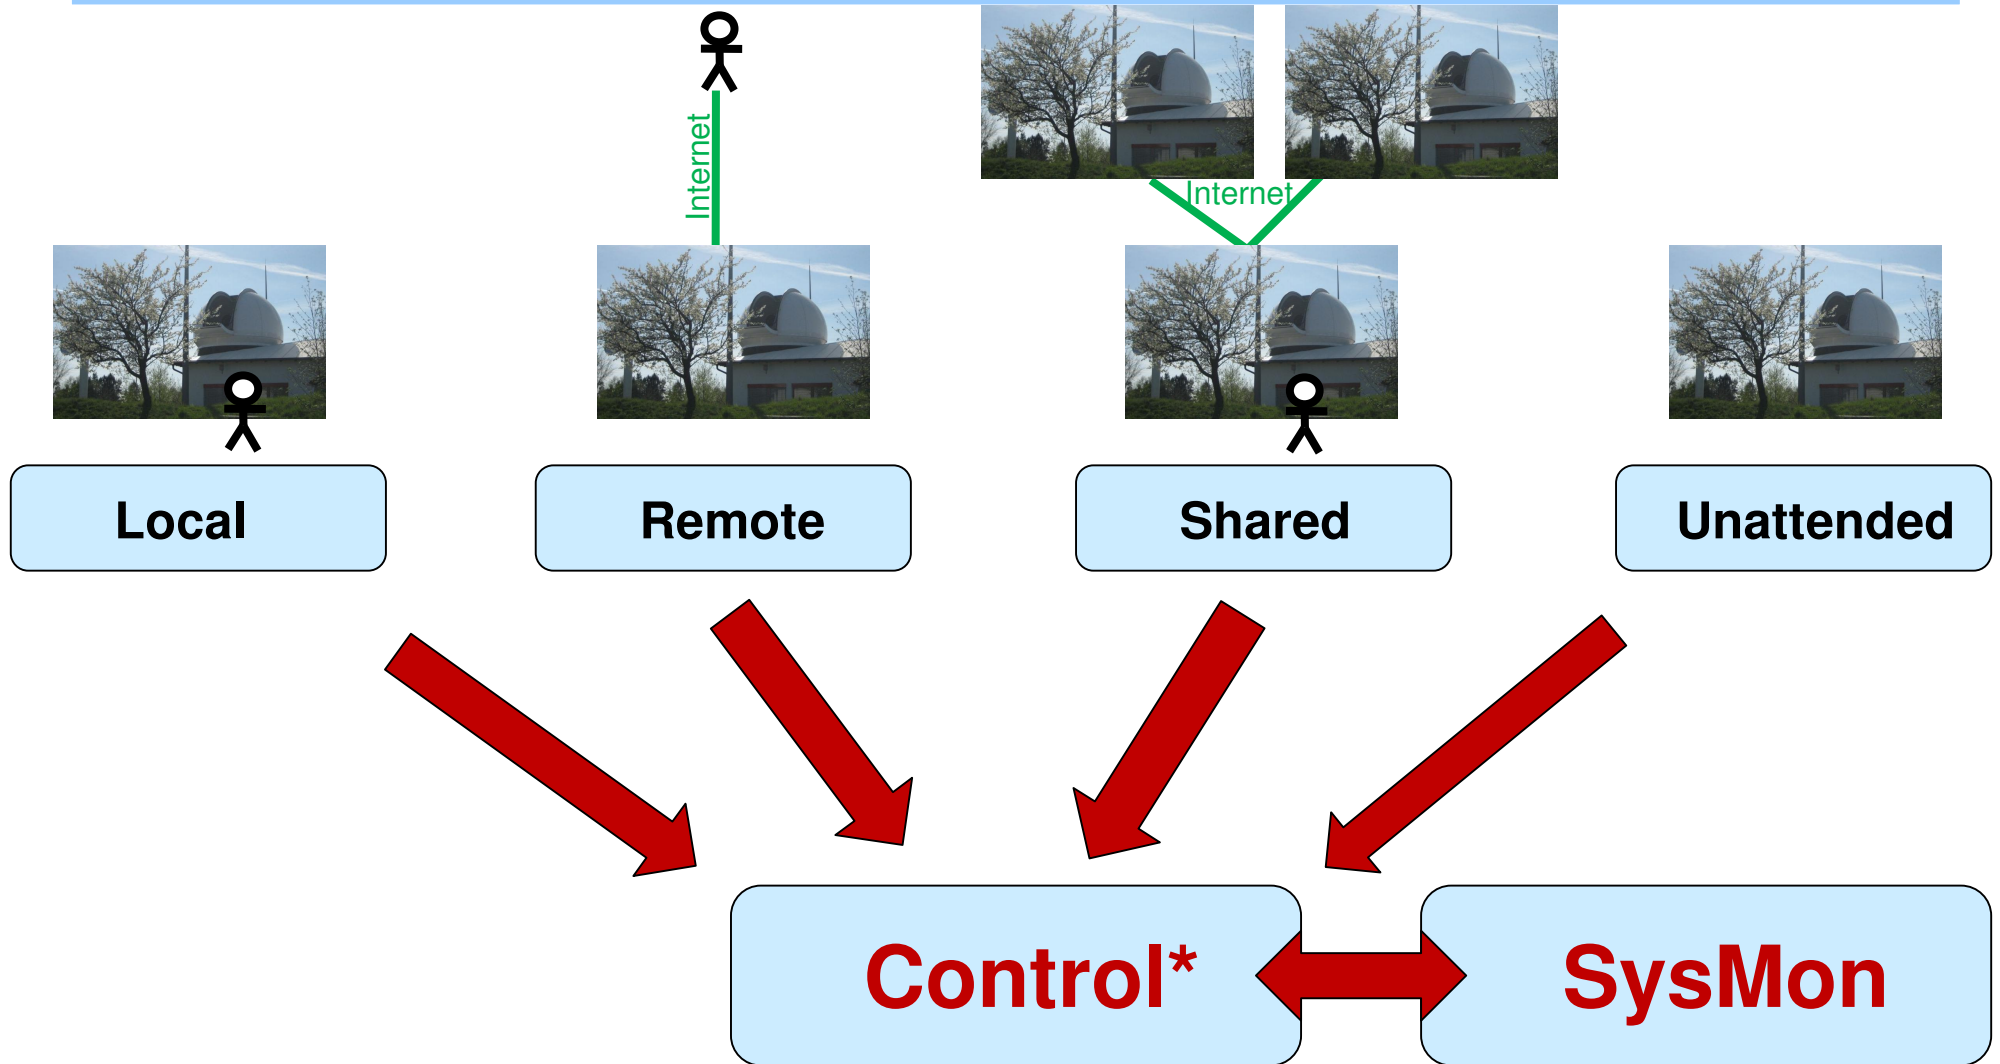 Internet
Internet
Local
Remote
Shared
Unattended
Control*
SysMon